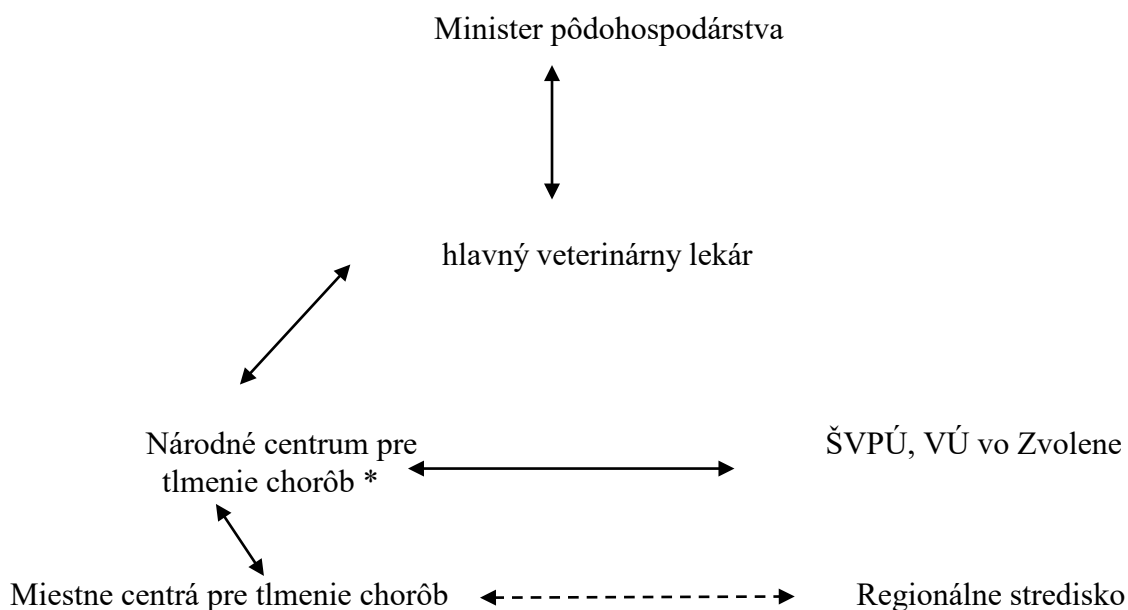 Minister pôdohospodárstva
hlavný veterinárny lekár
Národné centrum pre
tlmenie chorôb *
ŠVPÚ, VÚ vo Zvolene
Miestne centrá pre tlmenie chorôb
Regionálne stredisko